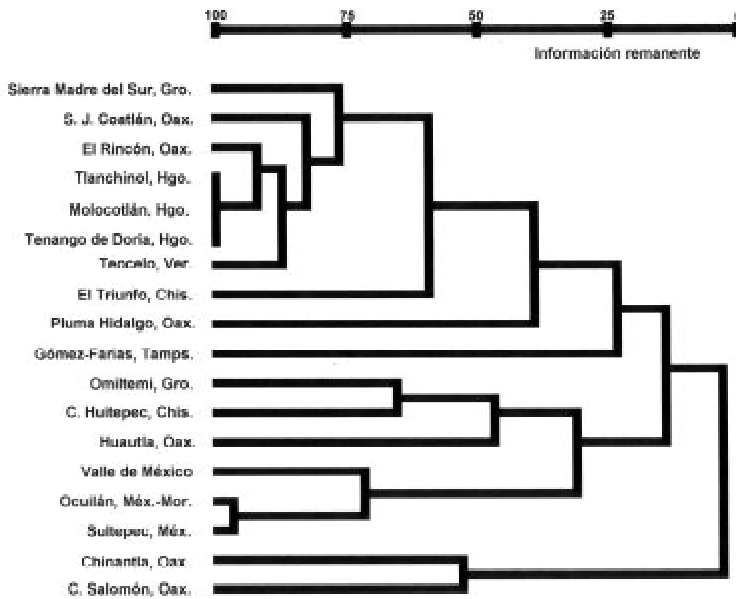 100 75 50 25
Información remanente
Sierra Madre del Sur, Gro.
S. J. Coatlán, Oax.
El Rincón, Oax.
Tlanchinol, Hgo.
Molocotlán. Hgo.
Tenango de Doria, Hgo.
Teocelo, Ver.
El Triunfo, Chis.
Pluma Hidalgo, Oax.
Gómez-Farías, Tamps.
Omiltemi, Gro.
C. Huitepec, Chis.
Huautla, Oax.
Valle de México
Ocuilán, Méx.-Mor.
Sultepec, Méx.
Chinantla, Oax.
C. Salomón, Oax.